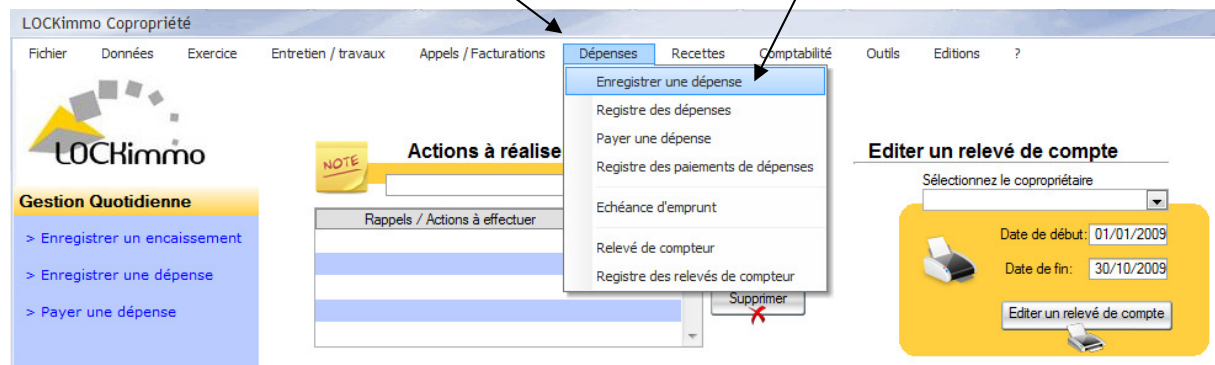 LOCKimmo Copropriété
Fichier Données Exercice Entretien / travaux Appels / Facturations Dépenses Recettes Comptabilité Outils Editions ?
Enregistrer une dépense
Registre des dépenses
Payer une dépense
Registre des paiements de dépenses
Echéance d'emprunt
Relevé de compteur
Registre des relevés de compteur
LOCKimmo
Gestion Quotidienne
> Enregistrer un encaissement
> Enregistrer une dépense
> Payer une dépense
NOTE
Actions à réalise
Rappels / Actions à effectuer
Supprimer
Editer un relevé de compte
Sélectionnez le copropriétaire
Date de début: 01/01/2009
Date de fin: 30/10/2009
Editer un relevé de compte